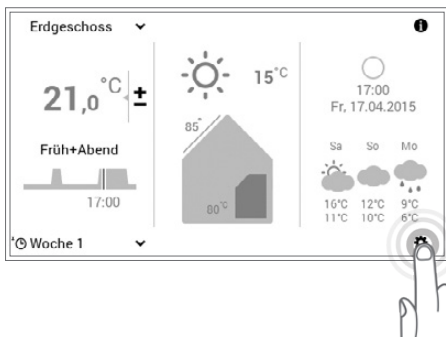 Erdgeschoss
21,0 °C ±
Früh+Abend
17:00
Woche 1
15°C
85°
80°C
17:00
Fr, 17.04.2015
Sa So Mo
16°C 12°C 9°C
11°C 10°C 6°C